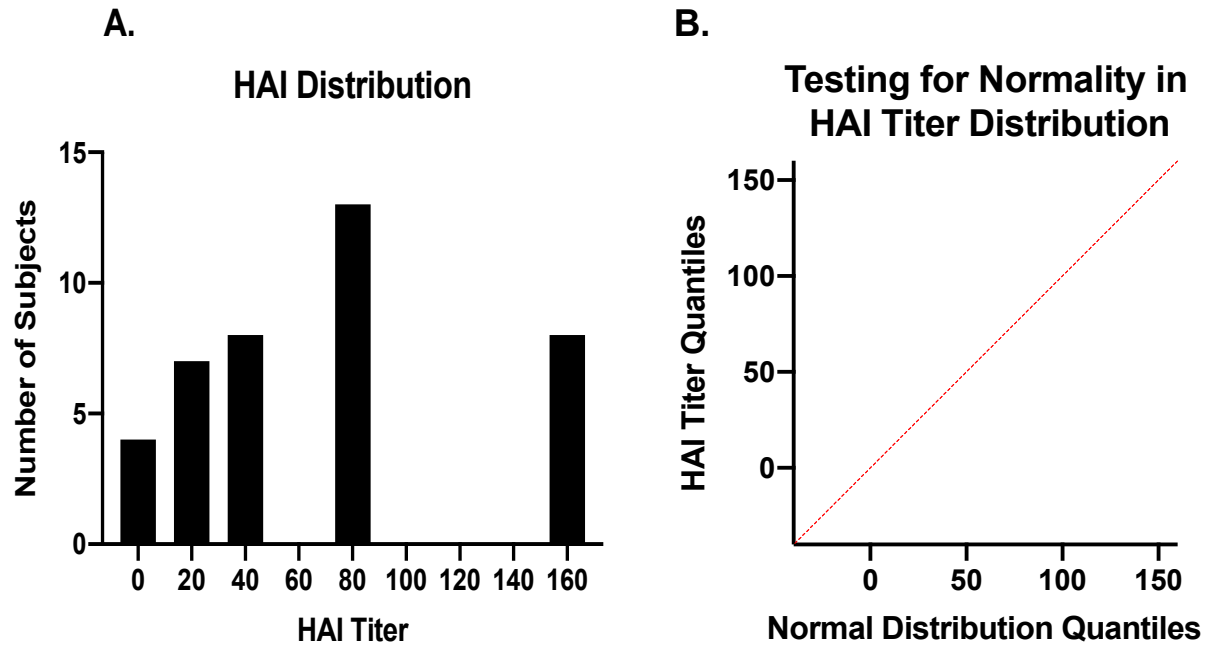 A.
HAI Distribution
15
10
5
0
Number of Subjects
0 20 40 60 80 100 120 140 160
HAI Titer
B.
Testing for Normality in
HAI Titer Distribution
150
100
50
0
HAI Titer Quantiles
0 50 100 150
Normal Distribution Quantiles